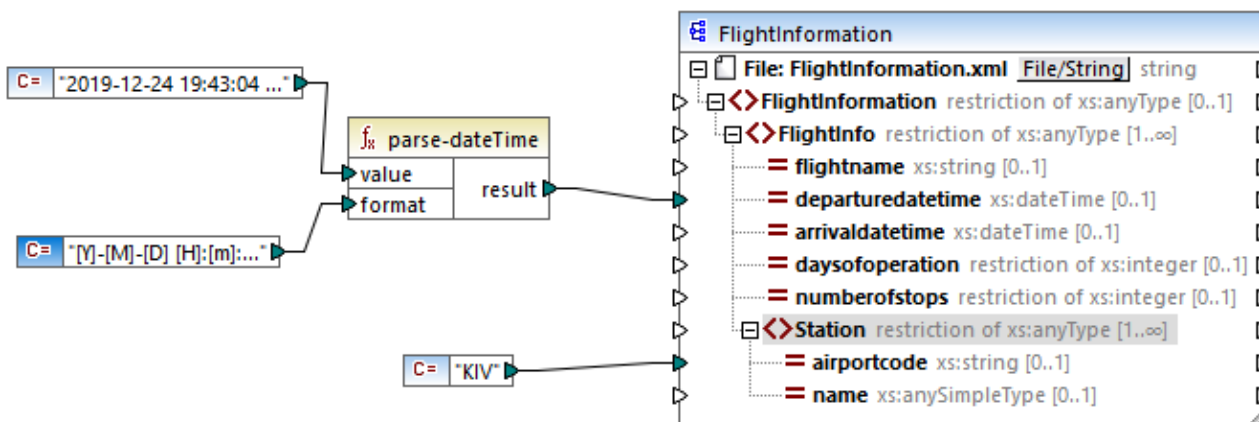 FlightInformation
File: FlightInformation.xml File/String string
C= "2019-12-24 19:43:04 ..."
FlightInformation restriction of xs:anyType [0..1]
FlightInfo restriction of xs:anyType [1..∞]
fx parse-dateTime
flightname xs:string [0..1]
value
result
format
departuredatetime xs:dateTime [0..1]
arrivaldatetime xs:dateTime [0..1]
C= "[Y]-[M]-[D] [H]:[m]:..."
daysofoperation restriction of xs:integer [0..1]
numberofstops restriction of xs:integer [0..1]
Station restriction of xs:anyType [1..∞]
C= "KIV"
airportcode xs:string [0..1]
name xs:anySimpleType [0..1]